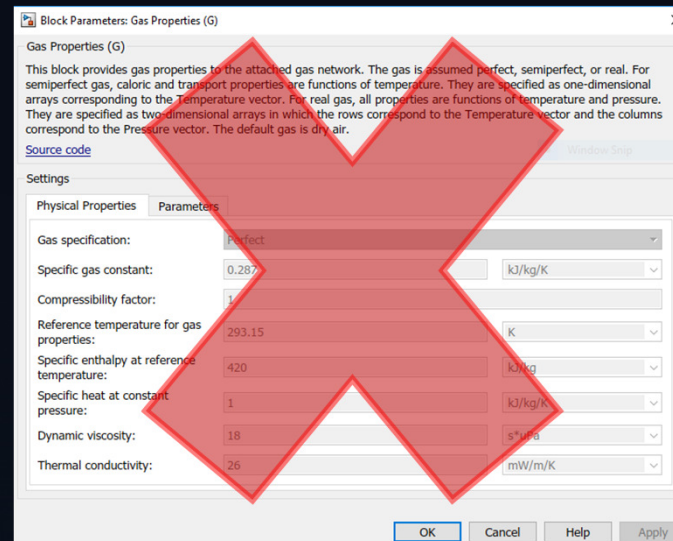 Block Parameters: Gas Properties (G)
Gas Properties (G)
This block provides gas properties to the attached gas network. The gas is assumed perfect, semiperfect, or real. For
semiperfect gas, caloric and transport properties are functions of temperature. They are specified as one-dimensional
arrays corresponding to the Temperature vector. For real gas, all properties are functions of temperature and pressure.
They are specified as two-dimensional arrays in which the rows correspond to the Temperature vector and the columns
correspond to the Pressure vector. The default gas is dry air.
Source code
Window Snip
Settings
Physical Properties Parameters
Gas specification: Perfect
Specific gas constant: 0.287 kJ/kg/K
Compressibility factor: 1
Reference temperature for gas
properties: 293.15 K
Specific enthalpy at reference
temperature: 420 kJ/kg
Specific heat at constant
pressure: 1 kJ/kg/K
Dynamic viscosity: 18 s*uPa
Thermal conductivity: 26 mW/m/K
OK Cancel Help Apply